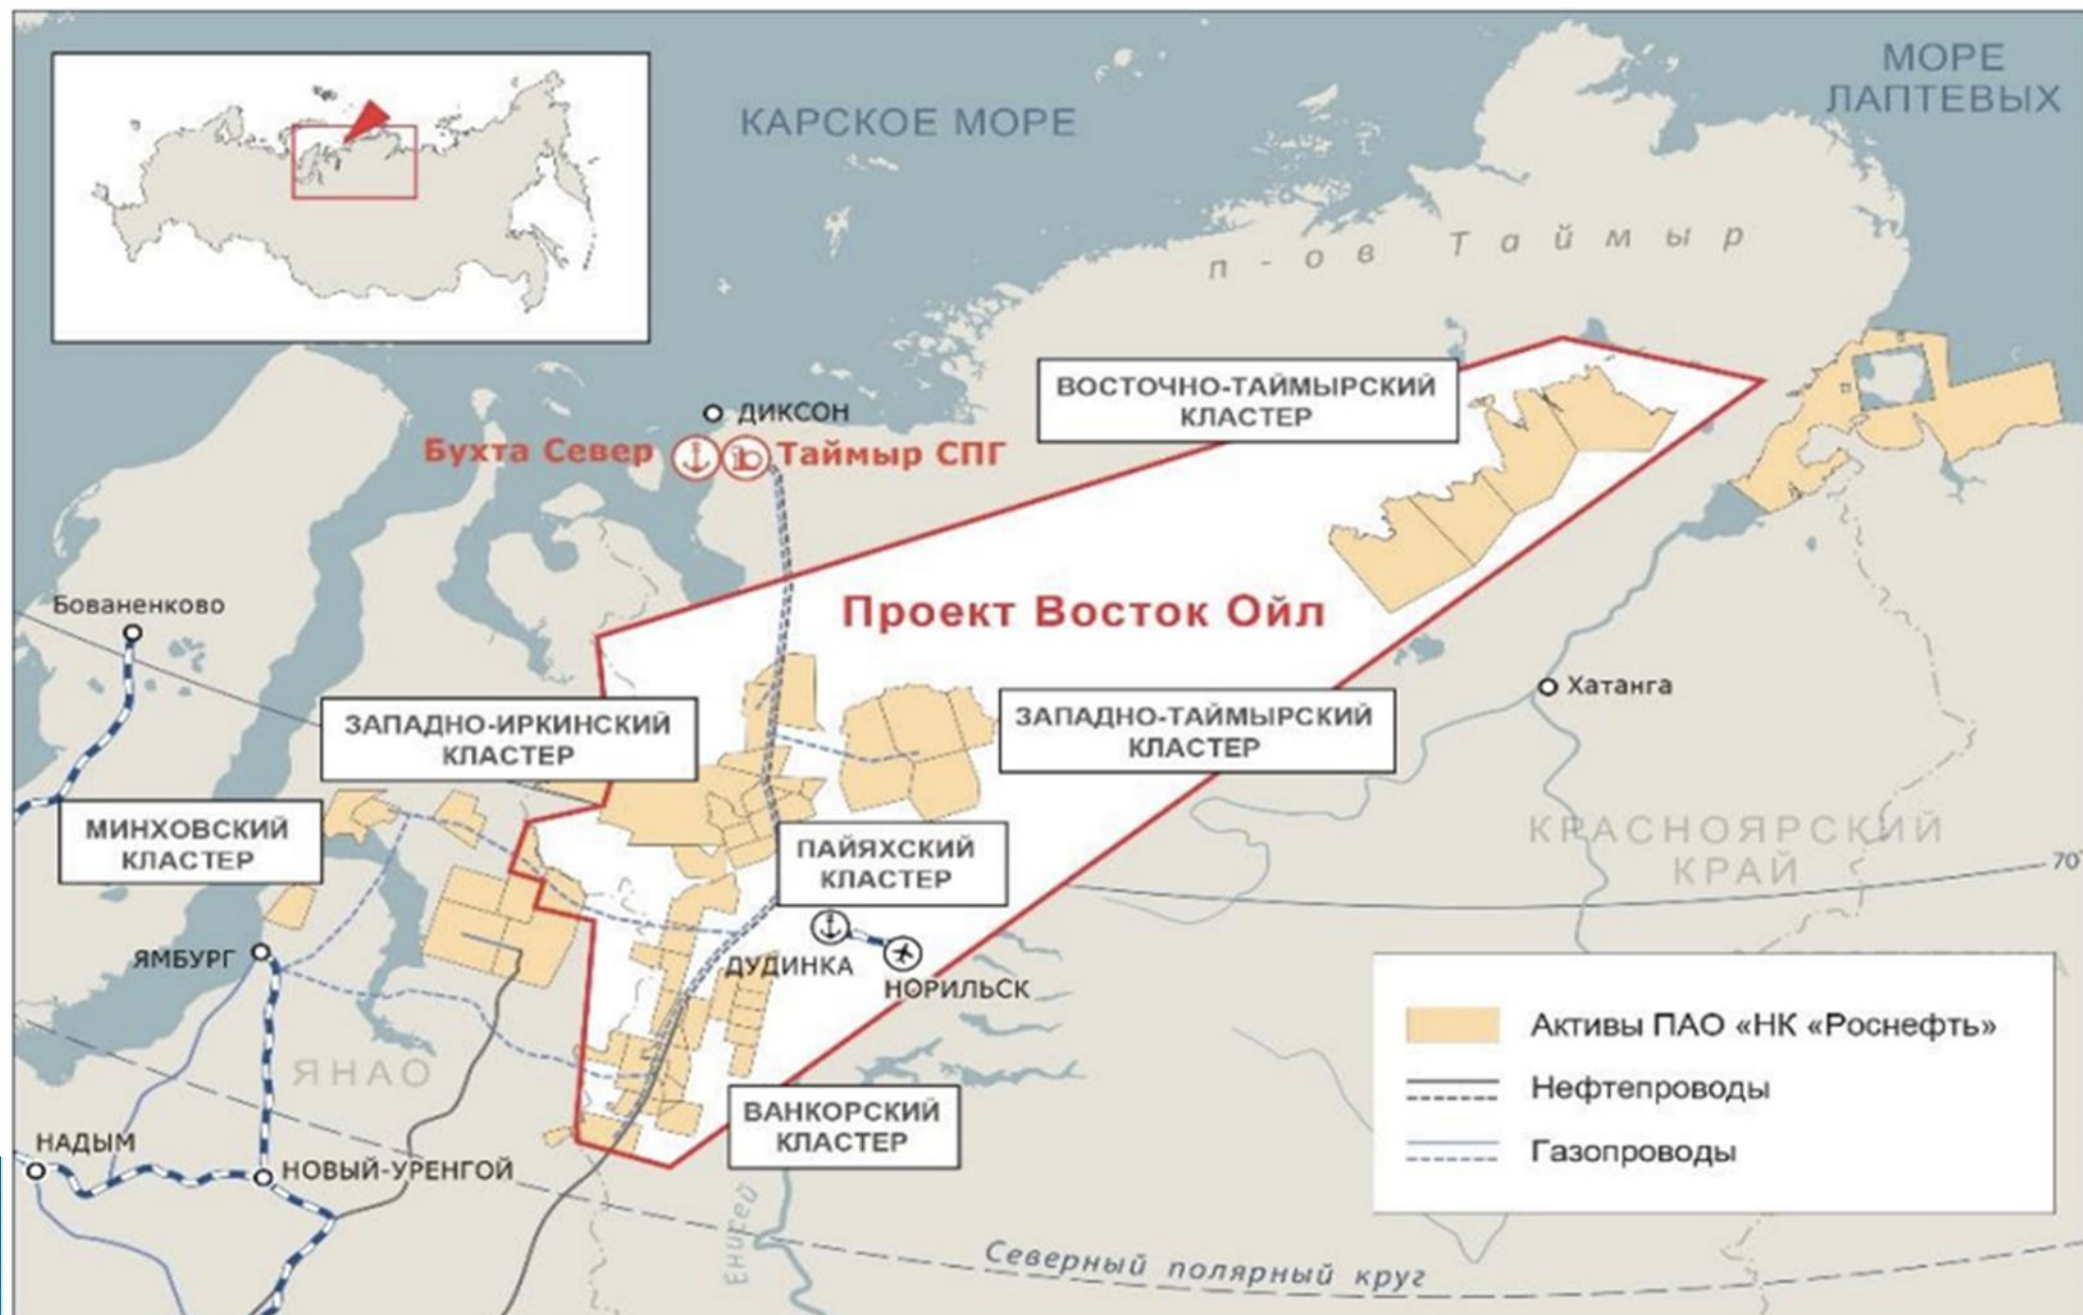 МОРЕ
ЛАПТЕВЫХ
КАРСКОЕ МОРЕ
п-ов Таймыр
ВОСТОЧНО-ТАЙМЫРСКИЙ
КЛАСТЕР
ДИКСОН
Бухта Север
Таймыр СПГ
Проект Восток Ойл
Бованенково
Хатанга
ЗАПАДНО-ИРКИНСКИЙ
КЛАСТЕР
ЗАПАДНО-ТАЙМЫРСКИЙ
КЛАСТЕР
МИНХОВСКИЙ
КЛАСТЕР
ПАЙЯХСКИЙ
КЛАСТЕР
КРАСНОЯРСКИЙ
КРАЙ
70°
ЯМБУРГ
ДУДИНКА
НОРИЛЬСК
ЯНАО
ВАНКОРСКИЙ
КЛАСТЕР
НАДЫМ
НОВЫЙ-УРЕНГОЙ
Енисей
Северный полярный круг
Активы ПАО «НК «Роснефть»
Нефтепроводы
Газопроводы